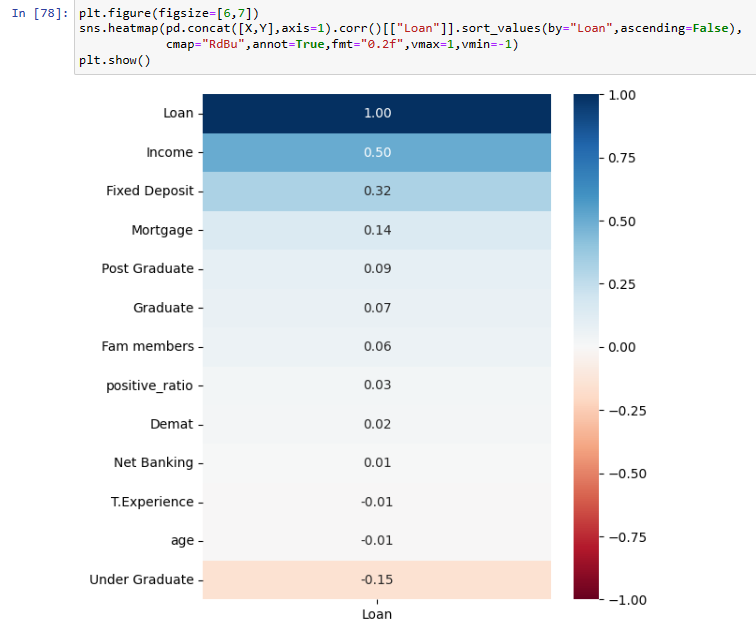 In [78]: plt.figure(figsize=[6,7])
sns.heatmap(pd.concat([X,Y],axis=1).corr()[["Loan"]].sort_values(by="Loan",ascending=False),
cmap="RdBu",annot=True,fmt="0.2f",vmax=1,vmin=-1)
plt.show()
Loan 1.00 1.00
Income 0.50 0.75
Fixed Deposit 0.32 0.50
Mortgage 0.14
Post Graduate 0.09 0.25
Graduate 0.07
Fam members 0.06 0.00
positive_ratio 0.03
Demat 0.02 −0.25
Net Banking 0.01 −0.50
T.Experience -0.01
age -0.01 −0.75
Under Graduate -0.15 −1.00
Loan